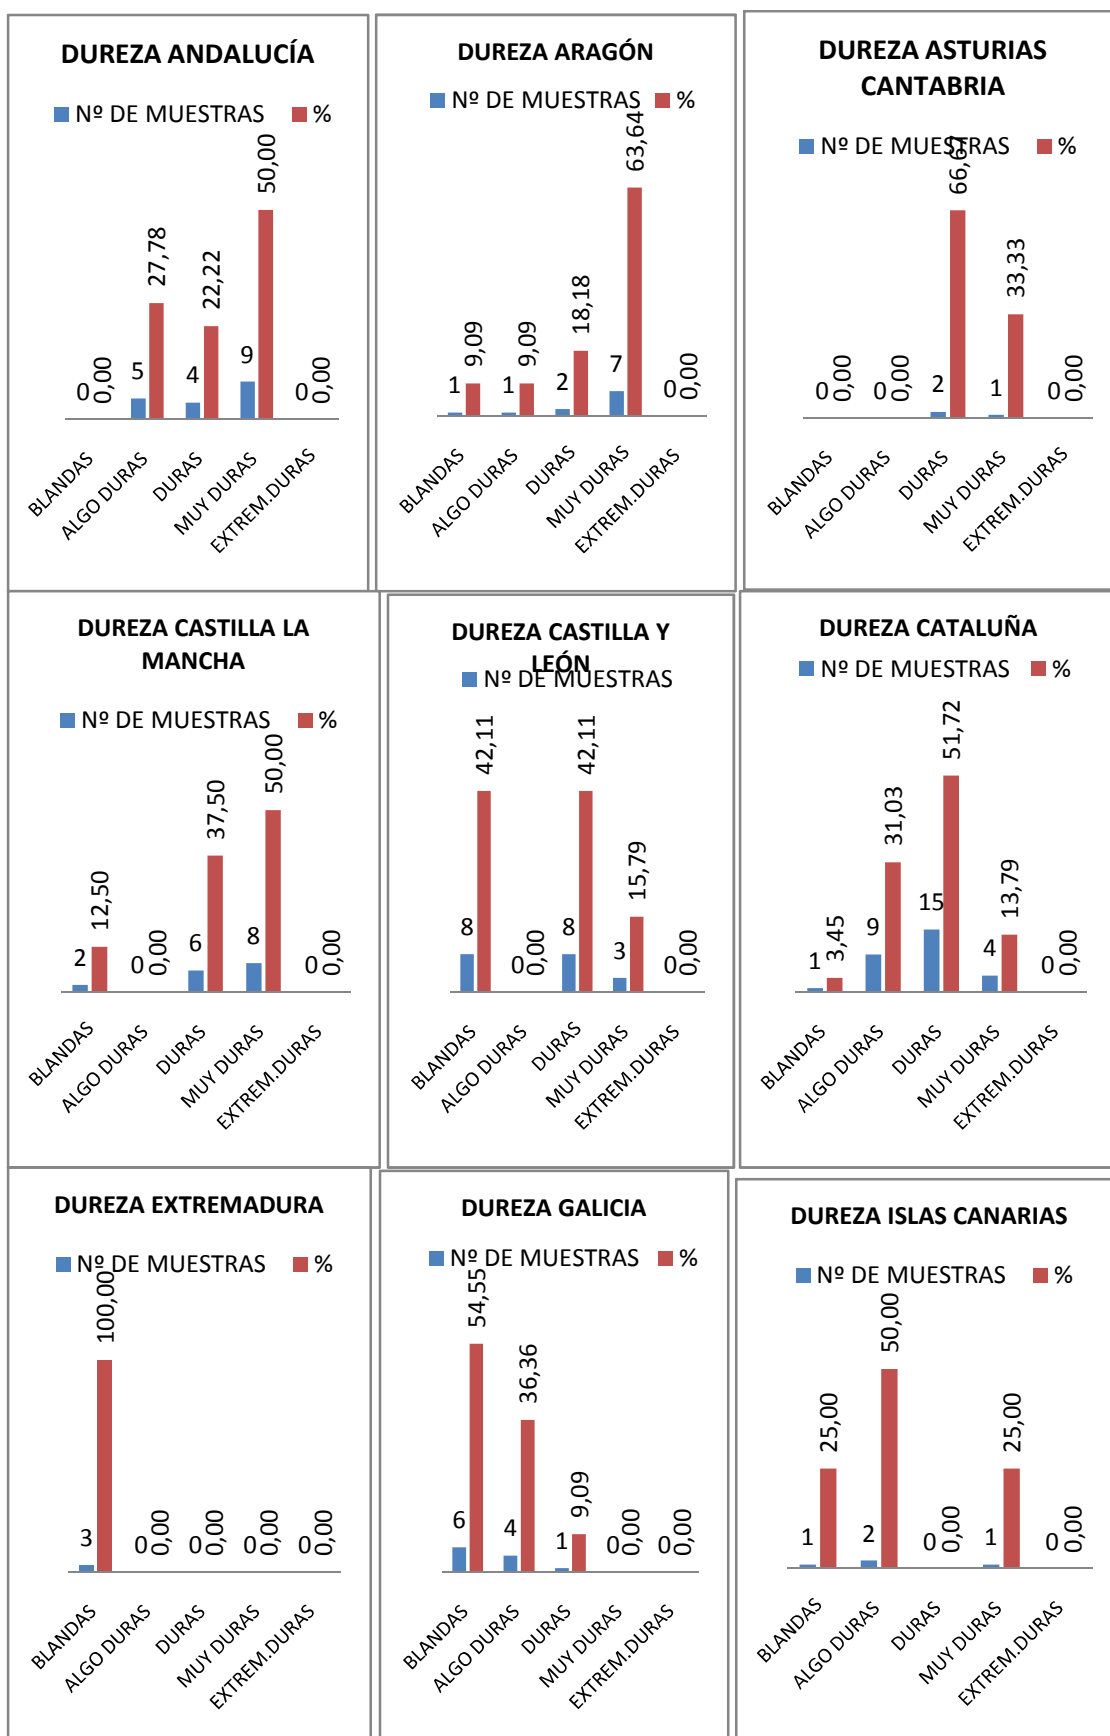 DUREZA ANDALUCÍA
Nº DE MUESTRAS %
0 0,00 5 27,78 4 22,22 9 50,00 0 0,00
BLANDAS
ALGO DURAS
DURAS
MUY DURAS
EXTREM.DURAS
DUREZA ARAGÓN
Nº DE MUESTRAS %
1 9,09 1 9,09 2 18,18 7 63,64 0 0,00
BLANDAS
ALGO DURAS
DURAS
MUY DURAS
EXTREM.DURAS
DUREZA ASTURIAS
CANTABRIA
Nº DE MUESTRAS %
0 0,00 0 0,00 2 66,67 1 33,33 0 0,00
BLANDAS
ALGO DURAS
DURAS
MUY DURAS
EXTREM.DURAS
DUREZA CASTILLA LA
MANCHA
Nº DE MUESTRAS %
2 12,50 0 0,00 6 37,50 8 50,00 0 0,00
BLANDAS
ALGO DURAS
DURAS
MUY DURAS
EXTREM.DURAS
DUREZA CASTILLA Y
LEÓN
Nº DE MUESTRAS
8 42,11 0 0,00 8 42,11 3 15,79 0 0,00
BLANDAS
ALGO DURAS
DURAS
MUY DURAS
EXTREM.DURAS
DUREZA CATALUÑA
Nº DE MUESTRAS %
1 3,45 9 31,03 15 51,72 4 13,79 0 0,00
BLANDAS
ALGO DURAS
DURAS
MUY DURAS
EXTREM.DURAS
DUREZA EXTREMADURA
Nº DE MUESTRAS %
3 100,00 0 0,00 0 0,00 0 0,00 0 0,00
BLANDAS
ALGO DURAS
DURAS
MUY DURAS
EXTREM.DURAS
DUREZA GALICIA
Nº DE MUESTRAS %
6 54,55 4 36,36 1 9,09 0 0,00 0 0,00
BLANDAS
ALGO DURAS
DURAS
MUY DURAS
EXTREM.DURAS
DUREZA ISLAS CANARIAS
Nº DE MUESTRAS %
1 25,00 2 50,00 0 0,00 1 25,00 0 0,00
BLANDAS
ALGO DURAS
DURAS
MUY DURAS
EXTREM.DURAS